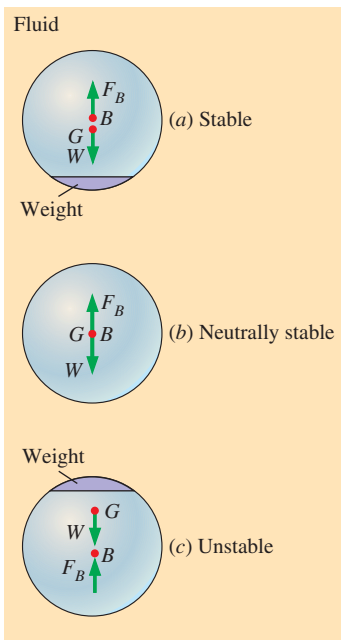 Fluid
F_B
B
(a) Stable
G
W
Weight
F_B
G B
(b) Neutrally stable
W
Weight
G
W
B
(c) Unstable
F_B